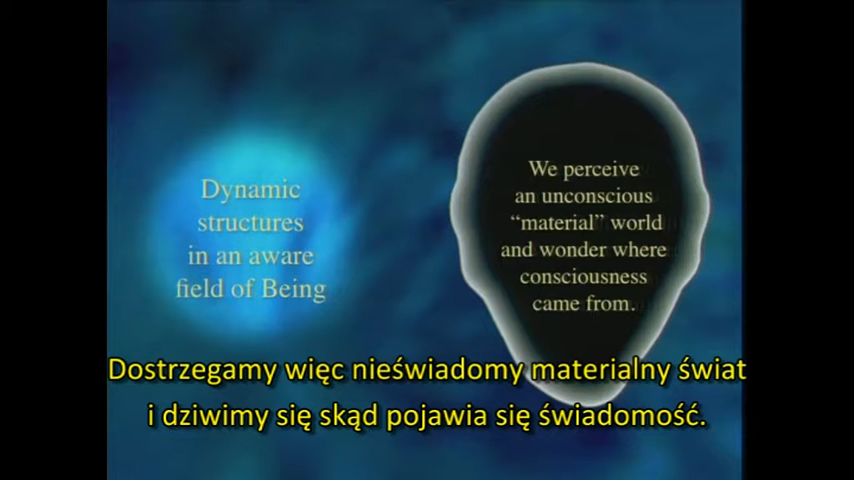 Dynamic
structures
in an aware
field of Being
We perceive
an unconscious
“material” world
and wonder where
consciousness
came from.
Dostrzegamy więc nieświadomy materialny świat
i dziwimy się skąd pojawia się świadomość.